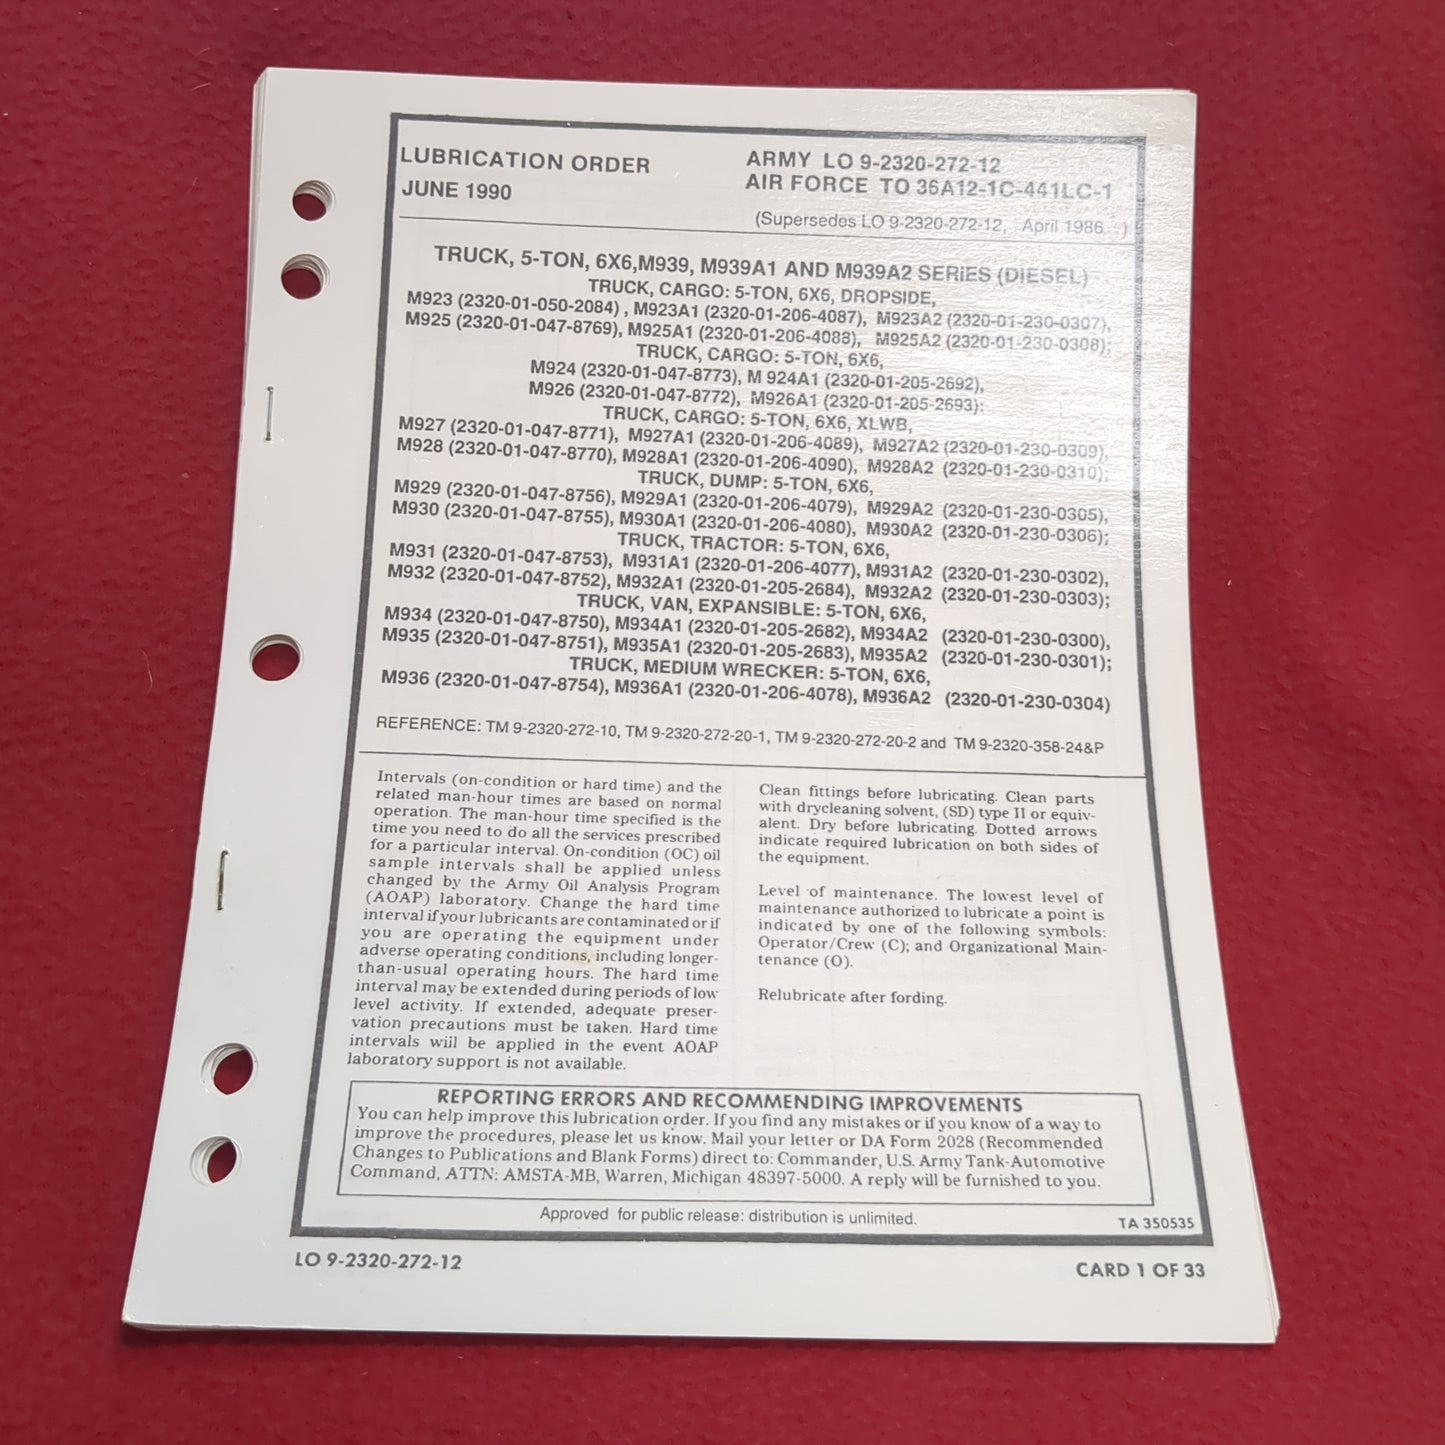 LUBRICATION ORDER
JUNE 1990
ARMY LO 9-2320-272-12
AIR FORCE TO 36A12-1C-441LC-1
(Supersedes LO 9-2320-272-12, April 1986 )
TRUCK, 5-TON, 6X6,M939, M939A1 AND M939A2 SERIES (DIESEL)
TRUCK, CARGO: 5-TON, 6X6, DROPSIDE,
M923 (2320-01-050-2084) , M923A1 (2320-01-206-4087), M923A2 (2320-01-230-0307),
M925 (2320-01-047-8769), M925A1 (2320-01-206-4088), M925A2 (2320-01-230-0308);
TRUCK, CARGO: 5-TON, 6X6,
M924 (2320-01-047-8773), M 924A1 (2320-01-205-2692),
M926 (2320-01-047-8772), M926A1 (2320-01-205-2693):
TRUCK, CARGO: 5-TON, 6X6, XLWB,
M927 (2320-01-047-8771), M927A1 (2320-01-206-4089), M927A2 (2320-01-230-0309),
M928 (2320-01-047-8770), M928A1 (2320-01-206-4090), M928A2 (2320-01-230-0310);
TRUCK, DUMP: 5-TON, 6X6,
M929 (2320-01-047-8756), M929A1 (2320-01-206-4079), M929A2 (2320-01-230-0305),
M930 (2320-01-047-8755), M930A1 (2320-01-206-4080), M930A2 (2320-01-230-0306);
TRUCK, TRACTOR: 5-TON, 6X6,
M931 (2320-01-047-8753), M931A1 (2320-01-206-4077), M931A2 (2320-01-230-0302),
M932 (2320-01-047-8752), M932A1 (2320-01-205-2684), M932A2 (2320-01-230-0303);
TRUCK, VAN, EXPANSIBLE: 5-TON, 6X6,
M934 (2320-01-047-8750), M934A1 (2320-01-205-2682), M934A2 (2320-01-230-0300),
M935 (2320-01-047-8751), M935A1 (2320-01-205-2683), M935A2 (2320-01-230-0301);
TRUCK, MEDIUM WRECKER: 5-TON, 6X6,
M936 (2320-01-047-8754), M936A1 (2320-01-206-4078), M936A2 (2320-01-230-0304)
REFERENCE: TM 9-2320-272-10, TM 9-2320-272-20-1, TM 9-2320-272-20-2 and TM 9-2320-358-24&P
Intervals (on-condition or hard time) and the
related man-hour times are based on normal
operation. The man-hour time specified is the
time you need to do all the services prescribed
for a particular interval. On-condition (OC) oil
sample intervals shall be applied unless
changed by the Army Oil Analysis Program
(AOAP) laboratory. Change the hard time
interval if your lubricants are contaminated or if
you are operating the equipment under
adverse operating conditions, including longer-
than-usual operating hours. The hard time
interval may be extended during periods of low
level activity. If extended, adequate preser-
vation precautions must be taken. Hard time
intervals will be applied in the event AOAP
laboratory support is not available.
Clean fittings before lubricating. Clean parts
with drycleaning solvent, (SD) type II or equiv-
alent. Dry before lubricating. Dotted arrows
indicate required lubrication on both sides of
the equipment.
Level of maintenance. The lowest level of
maintenance authorized to lubricate a point is
indicated by one of the following symbols:
Operator/Crew (C); and Organizational Main-
tenance (O).
Relubricate after fording.
REPORTING ERRORS AND RECOMMENDING IMPROVEMENTS
You can help improve this lubrication order. If you find any mistakes or if you know of a way to
improve the procedures, please let us know. Mail your letter or DA Form 2028 (Recommended
Changes to Publications and Blank Forms) direct to: Commander, U.S. Army Tank-Automotive
Command, ATTN: AMSTA-MB, Warren, Michigan 48397-5000. A reply will be furnished to you.
Approved for public release: distribution is unlimited.
TA 350535
LO 9-2320-272-12
CARD 1 OF 33